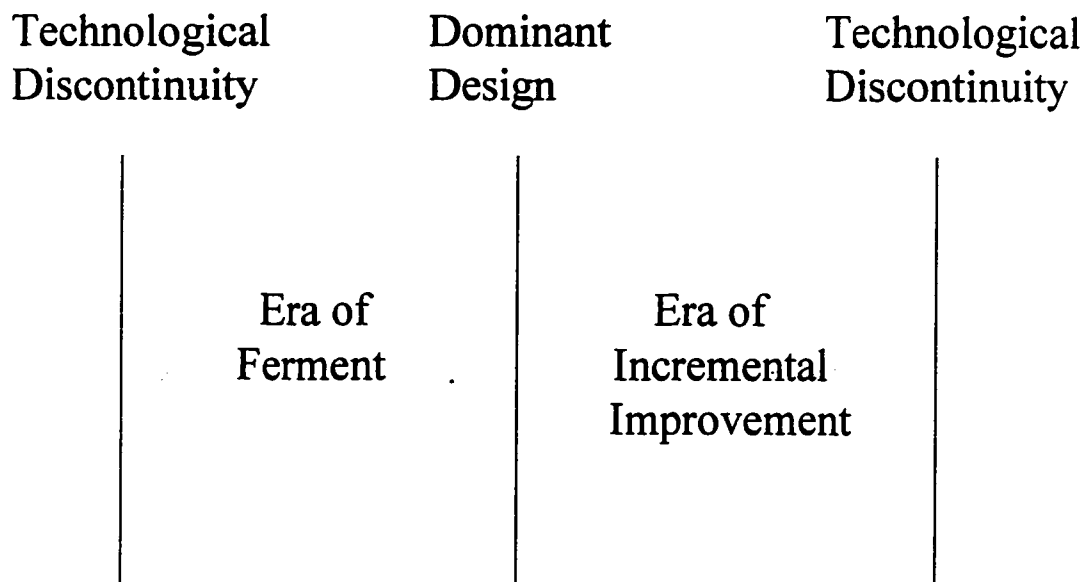 Technological
Discontinuity
Dominant
Design
Technological
Discontinuity
Era of
Ferment
Era of
Incremental
Improvement